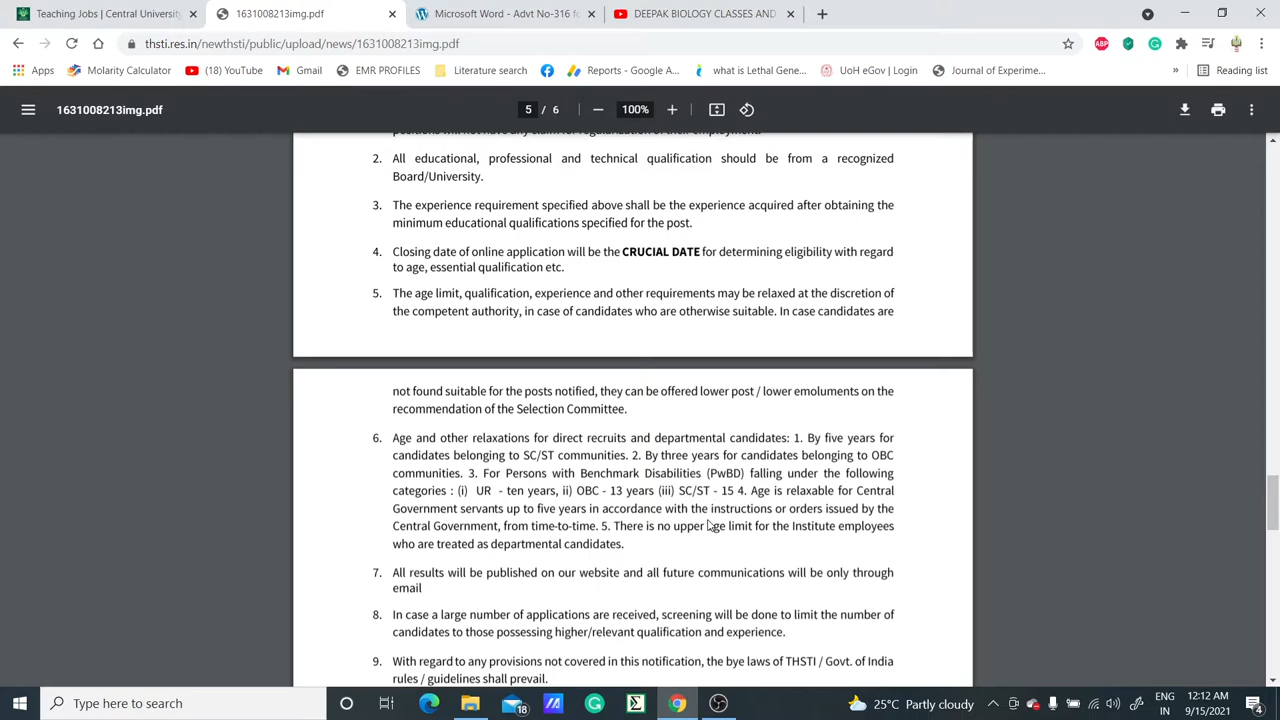 Teaching Jobs | Central University
1631008213img.pdf
Microsoft Word - Advt No-316 fo
DEEPAK BIOLOGY CLASSES AND
thsti.res.in/newthsti/public/upload/news/1631008213img.pdf
ABP
Apps
Molarity Calculator
(18) YouTube
Gmail
EMR PROFILES
Literature search
Reports - Google A...
what is Lethal Gene...
UoH eGov | Login
Journal of Experime...
»
Reading list
1631008213img.pdf
5 / 6
100%
2. All educational, professional and technical qualification should be from a recognized
Board/University.
3. The experience requirement specified above shall be the experience acquired after obtaining the
minimum educational qualifications specified for the post.
4. Closing date of online application will be the CRUCIAL DATE for determining eligibility with regard
to age, essential qualification etc.
5. The age limit, qualification, experience and other requirements may be relaxed at the discretion of
the competent authority, in case of candidates who are otherwise suitable. In case candidates are
not found suitable for the posts notified, they can be offered lower post / lower emoluments on the
recommendation of the Selection Committee.
6. Age and other relaxations for direct recruits and departmental candidates: 1. By five years for
candidates belonging to SC/ST communities. 2. By three years for candidates belonging to OBC
communities. 3. For Persons with Benchmark Disabilities (PwBD) falling under the following
categories : (i) UR - ten years, ii) OBC - 13 years (iii) SC/ST - 15 4. Age is relaxable for Central
Government servants up to five years in accordance with the instructions or orders issued by the
Central Government, from time-to-time. 5. There is no upper age limit for the Institute employees
who are treated as departmental candidates.
7. All results will be published on our website and all future communications will be only through
email
8. In case a large number of applications are received, screening will be done to limit the number of
candidates to those possessing higher/relevant qualification and experience.
9. With regard to any provisions not covered in this notification, the bye laws of THSTI / Govt. of India
rules / guidelines shall prevail.
Type here to search
18
25°C Partly cloudy
ENG
IN
12:12 AM
9/15/2021